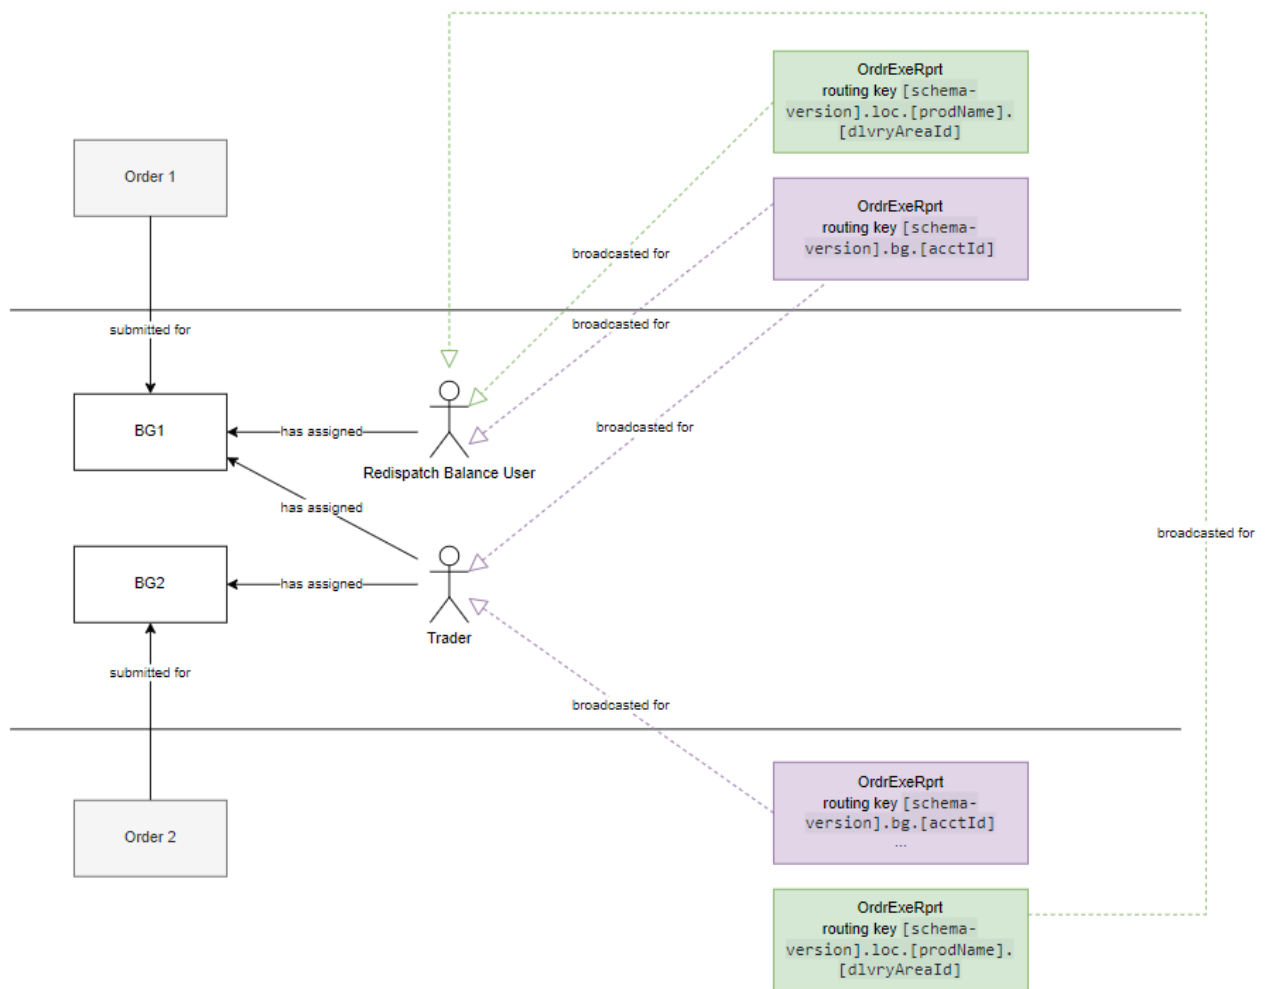 OrdrExeRprt
routing key [schema-
version].loc.[prodName].
[dlvryAreaId]
Order 1
OrdrExeRprt
routing key [schema-
version].bg.[acctId]
broadcasted for
submitted for
broadcasted for
BG1
has assigned
broadcasted for
Redispatch Balance User
has assigned
broadcasted for
BG2
has assigned
Trader
submitted for
broadcasted for
OrdrExeRprt
routing key [schema-
version].bg.[acctId]
...
Order 2
OrdrExeRprt
routing key [schema-
version].loc.[prodName].
[dlvryAreaId]